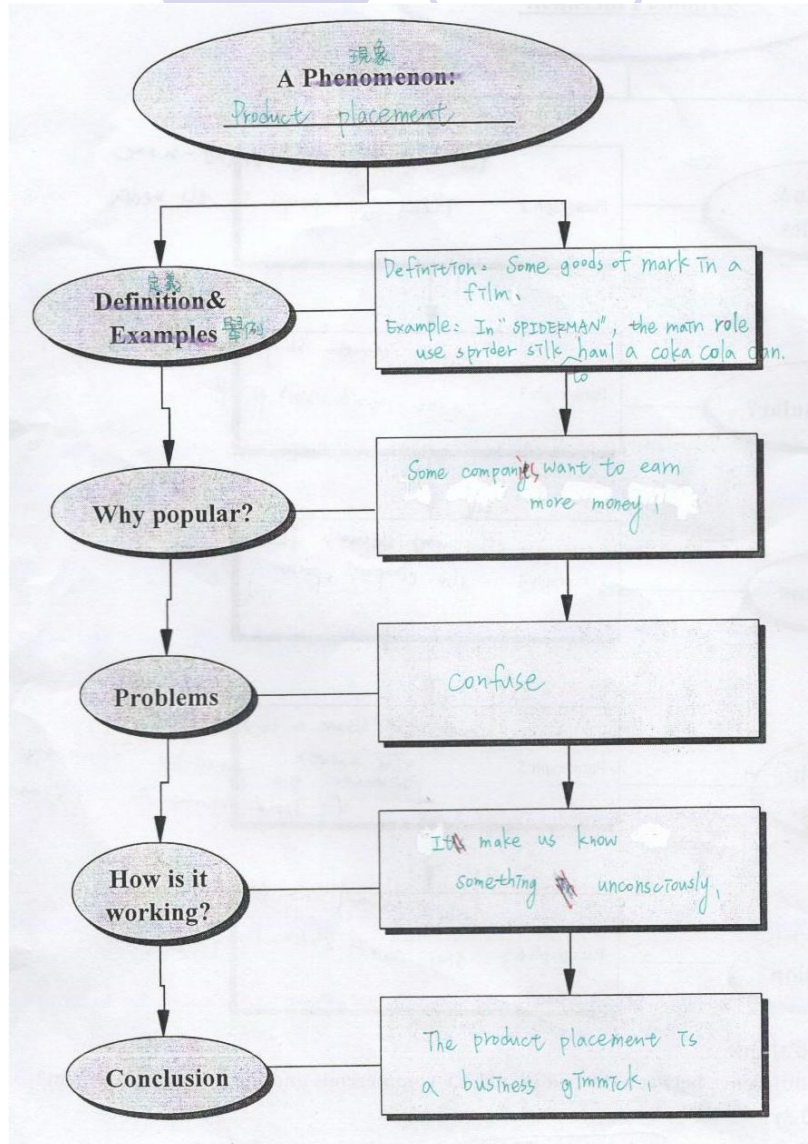 現象
A Phenomenon:
Product placement
定義
Definition&
Examples 舉例
Definition: Some goods of mark in a
film.
Example: In "SPIDERMAN", the main role
use sprider silk to haul a coka cola can.
Why popular?
Some companies want to earn
more money.
Problems
confuse
How is it
working?
It make us know
something unconsciously.
Conclusion
The product placement is
a business gimmick.